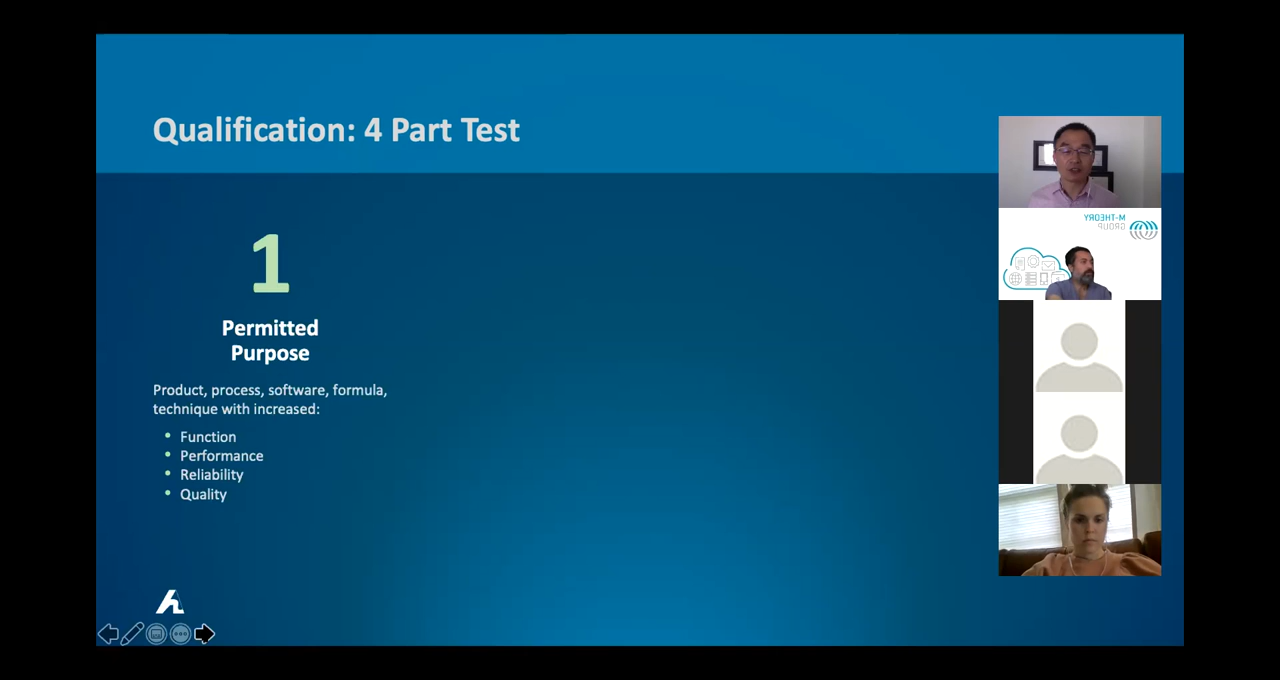 Qualification: 4 Part Test
1
Permitted
Purpose
Product, process, software, formula,
technique with increased:
• Function
• Performance
• Reliability
• Quality
M-THEORY
GROUP